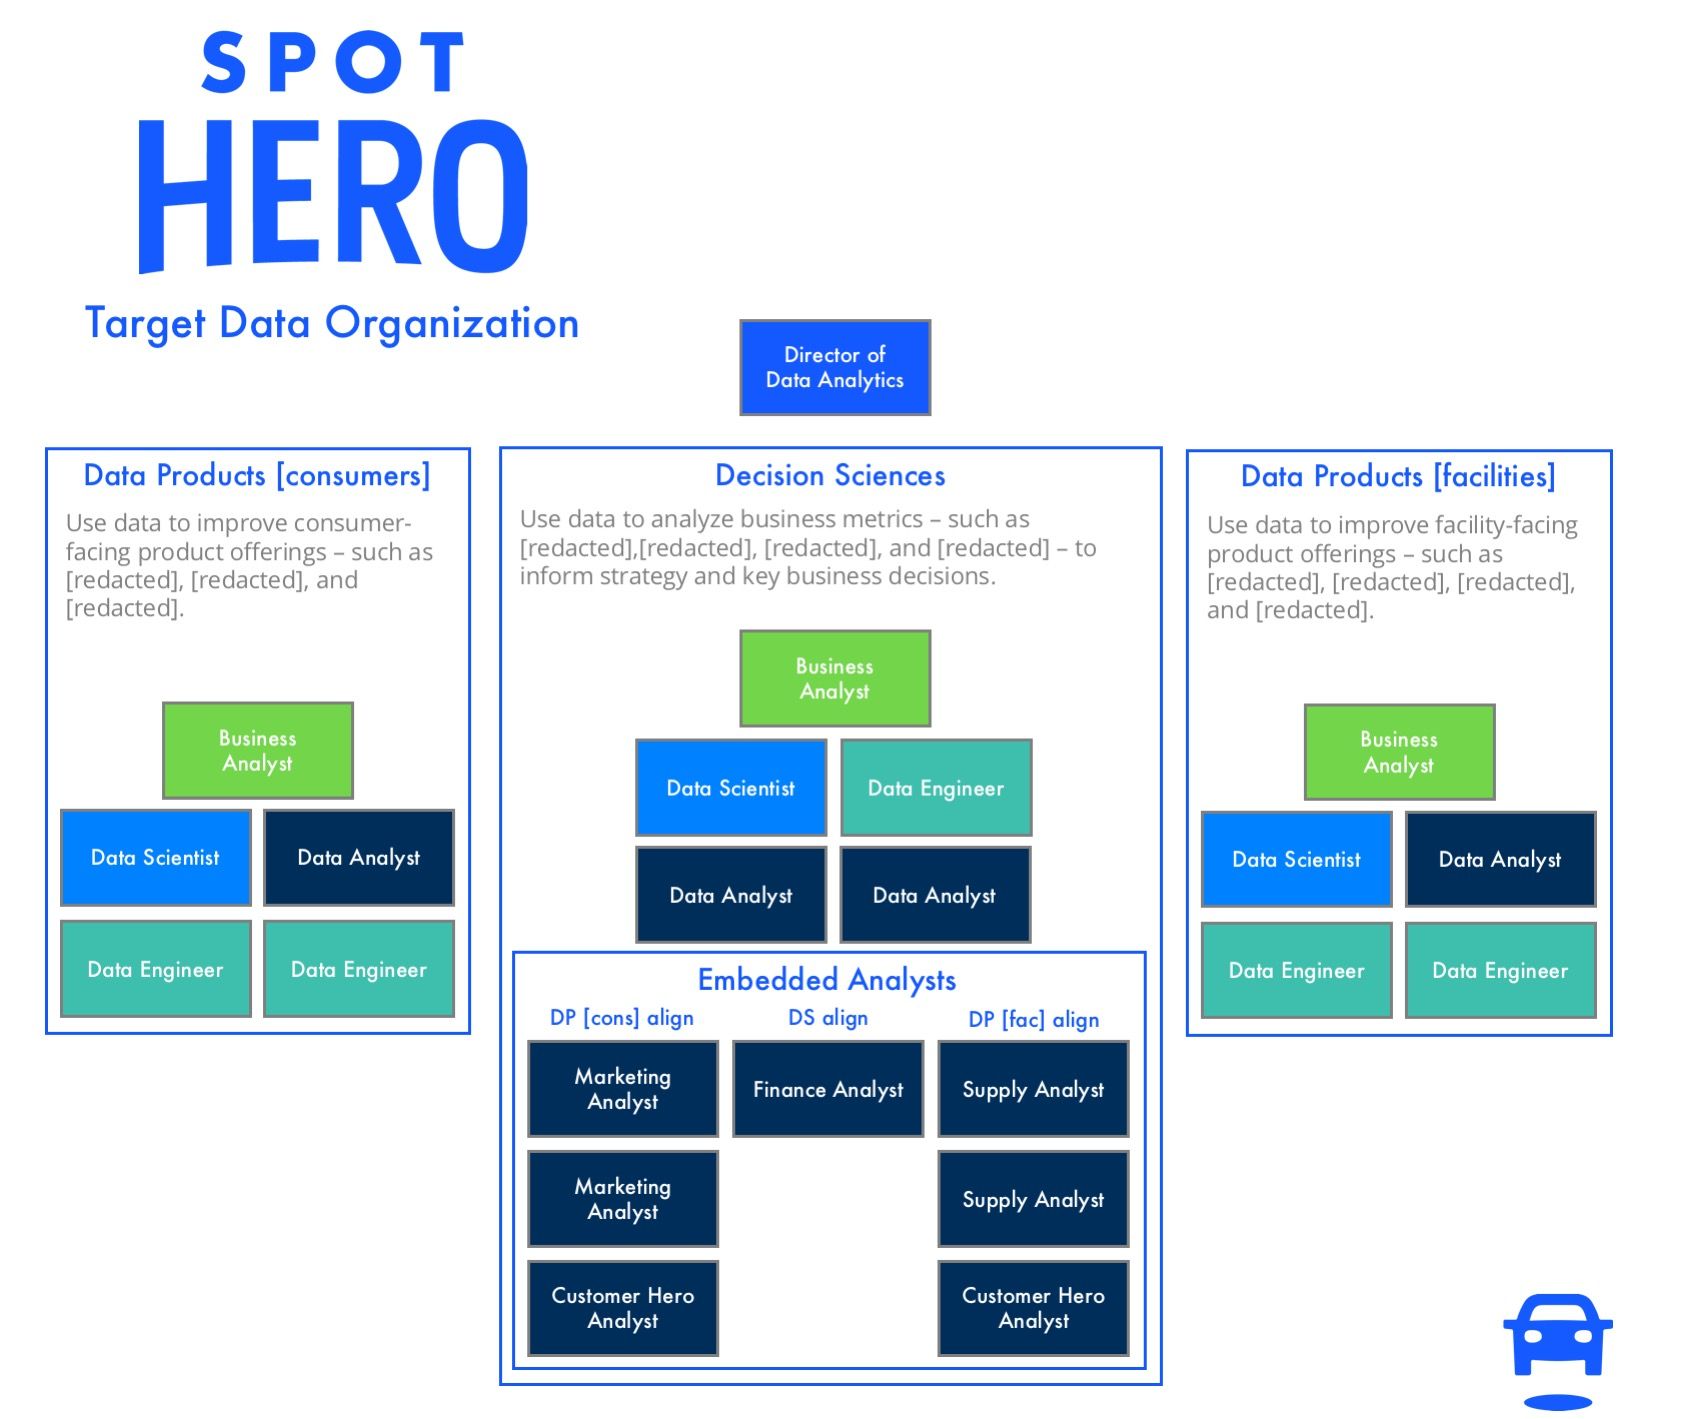 SPOT
HERO
Target Data Organization
Director of
Data Analytics
Data Products [consumers]
Use data to improve consumer-
facing product offerings – such as
[redacted], [redacted], and
[redacted].
Business
Analyst
Data Scientist
Data Analyst
Data Engineer
Data Engineer
Decision Sciences
Use data to analyze business metrics – such as
[redacted],[redacted], [redacted], and [redacted] – to
inform strategy and key business decisions.
Business
Analyst
Data Scientist
Data Engineer
Data Analyst
Data Analyst
Embedded Analysts
DP [cons] align
DS align
DP [fac] align
Marketing
Analyst
Finance Analyst
Supply Analyst
Marketing
Analyst
Supply Analyst
Customer Hero
Analyst
Customer Hero
Analyst
Data Products [facilities]
Use data to improve facility-facing
product offerings – such as
[redacted], [redacted], [redacted],
and [redacted].
Business
Analyst
Data Scientist
Data Analyst
Data Engineer
Data Engineer